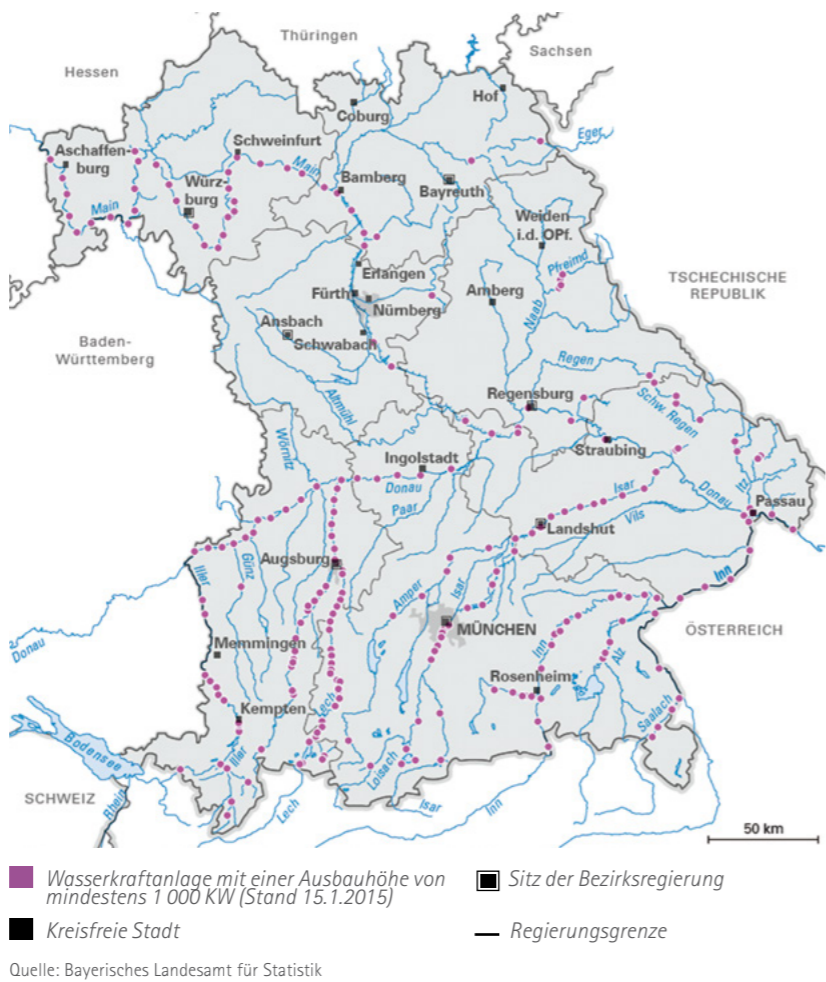 Thüringen
Sachsen
Hessen
Hof
Coburg
Eger
Schweinfurt
Aschaffen-
burg
Main
Bamberg
Würz-
burg
Bayreuth
Main
Weiden
i.d. OPf.
Erlangen
Pfreimd
TSCHECHISCHE
REPUBLIK
Fürth
Nürnberg
Amberg
Naab
Ansbach
Schwabach
Baden-
Württemberg
Regen
Altmühl
Regensburg
Schw. Regen
Wörnitz
Straubing
Ingolstadt
Donau
Isar
Donau
Itz
Paar
Passau
Vils
Landshut
Augsburg
Iller
Günz
Amper
Isar
Inn
MÜNCHEN
ÖSTERREICH
Donau
Memmingen
Inn
Alz
Rosenheim
Kempten
Lech
Saalach
Bodensee
Iller
Loisach
SCHWEIZ
Rhein
Lech
Isar
Inn
50 km
Wasserkraftanlage mit einer Ausbauhöhe von
mindestens 1 000 KW (Stand 15.1.2015)
Sitz der Bezirksregierung
Kreisfreie Stadt
Regierungsgrenze
Quelle: Bayerisches Landesamt für Statistik